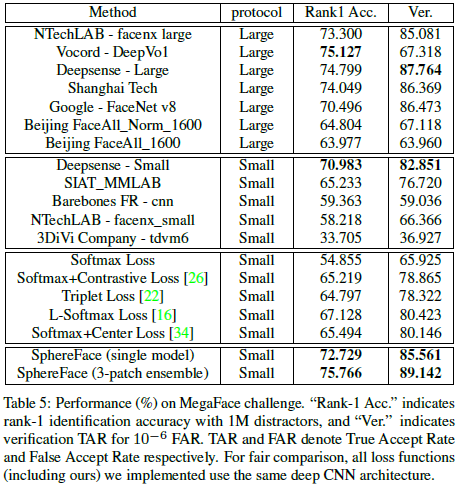 Method protocol Rank1 Acc. Ver.
NTechLAB - facenx large Large 73.300 85.081
Vocord - DeepVo1 Large 75.127 67.318
Deepsense - Large Large 74.799 87.764
Shanghai Tech Large 74.049 86.369
Google - FaceNet v8 Large 70.496 86.473
Beijing FaceAll_Norm_1600 Large 64.804 67.118
Beijing FaceAll_1600 Large 63.977 63.960
Deepsense - Small Small 70.983 82.851
SIAT_MMLAB Small 65.233 76.720
Barebones FR - cnn Small 59.363 59.036
NTechLAB - facenx_small Small 58.218 66.366
3DiVi Company - tdvm6 Small 33.705 36.927
Softmax Loss Small 54.855 65.925
Softmax+Contrastive Loss [26] Small 65.219 78.865
Triplet Loss [22] Small 64.797 78.322
L-Softmax Loss [16] Small 67.128 80.423
Softmax+Center Loss [34] Small 65.494 80.146
SphereFace (single model) Small 72.729 85.561
SphereFace (3-patch ensemble) Small 75.766 89.142
Table 5: Performance (%) on MegaFace challenge. “Rank-1 Acc.” indicates
rank-1 identification accuracy with 1M distractors, and “Ver.” indicates
verification TAR for 10⁻⁶ FAR. TAR and FAR denote True Accept Rate
and False Accept Rate respectively. For fair comparison, all loss functions
(including ours) we implemented use the same deep CNN architecture.